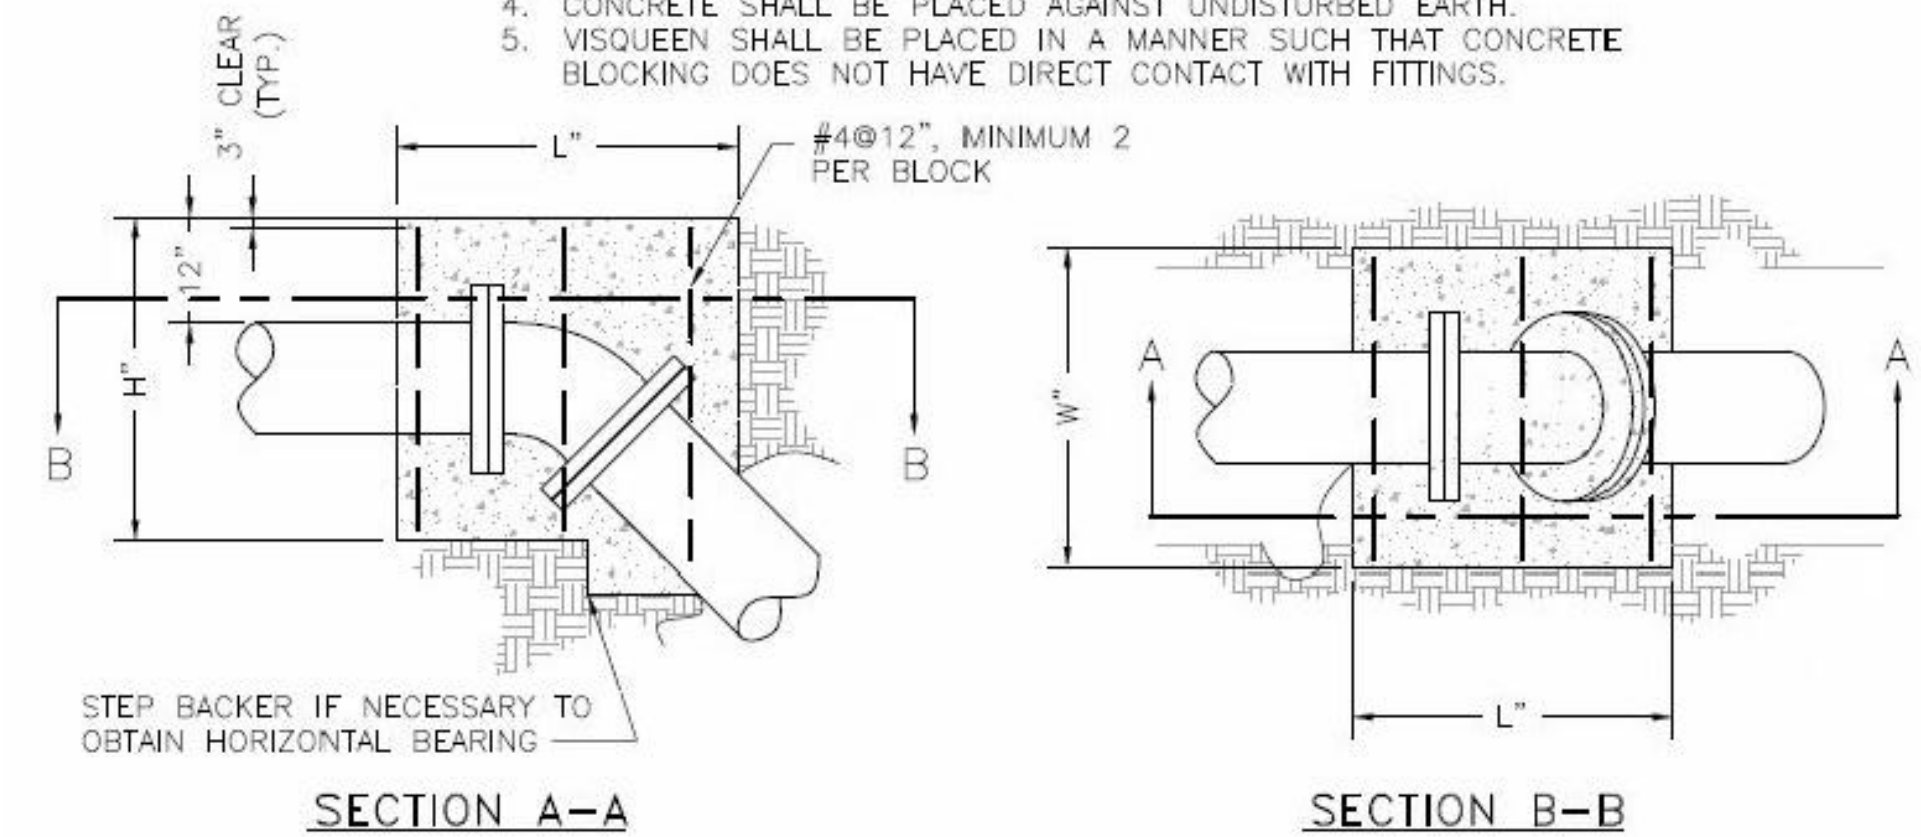 4. CONCRETE SHALL BE PLACED AGAINST UNDISTURBED EARTH.
5. VISQUEEN SHALL BE PLACED IN A MANNER SUCH THAT CONCRETE
BLOCKING DOES NOT HAVE DIRECT CONTACT WITH FITTINGS.
3" CLEAR
(TYP.)
L"
#4@12", MINIMUM 2
PER BLOCK
12"
H"
B
B
STEP BACKER IF NECESSARY TO
OBTAIN HORIZONTAL BEARING
SECTION A-A
W"
A
A
L"
SECTION B-B